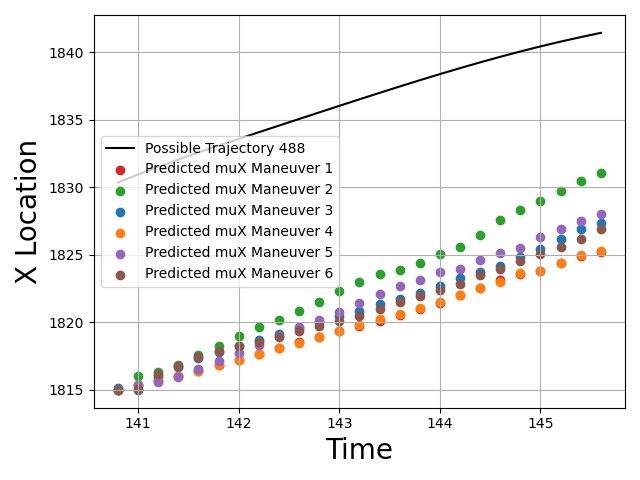 1840
1835
1830
1825
1820
1815
X Location
Possible Trajectory 488
Predicted muX Maneuver 1
Predicted muX Maneuver 2
Predicted muX Maneuver 3
Predicted muX Maneuver 4
Predicted muX Maneuver 5
Predicted muX Maneuver 6
141 142 143 144 145
Time